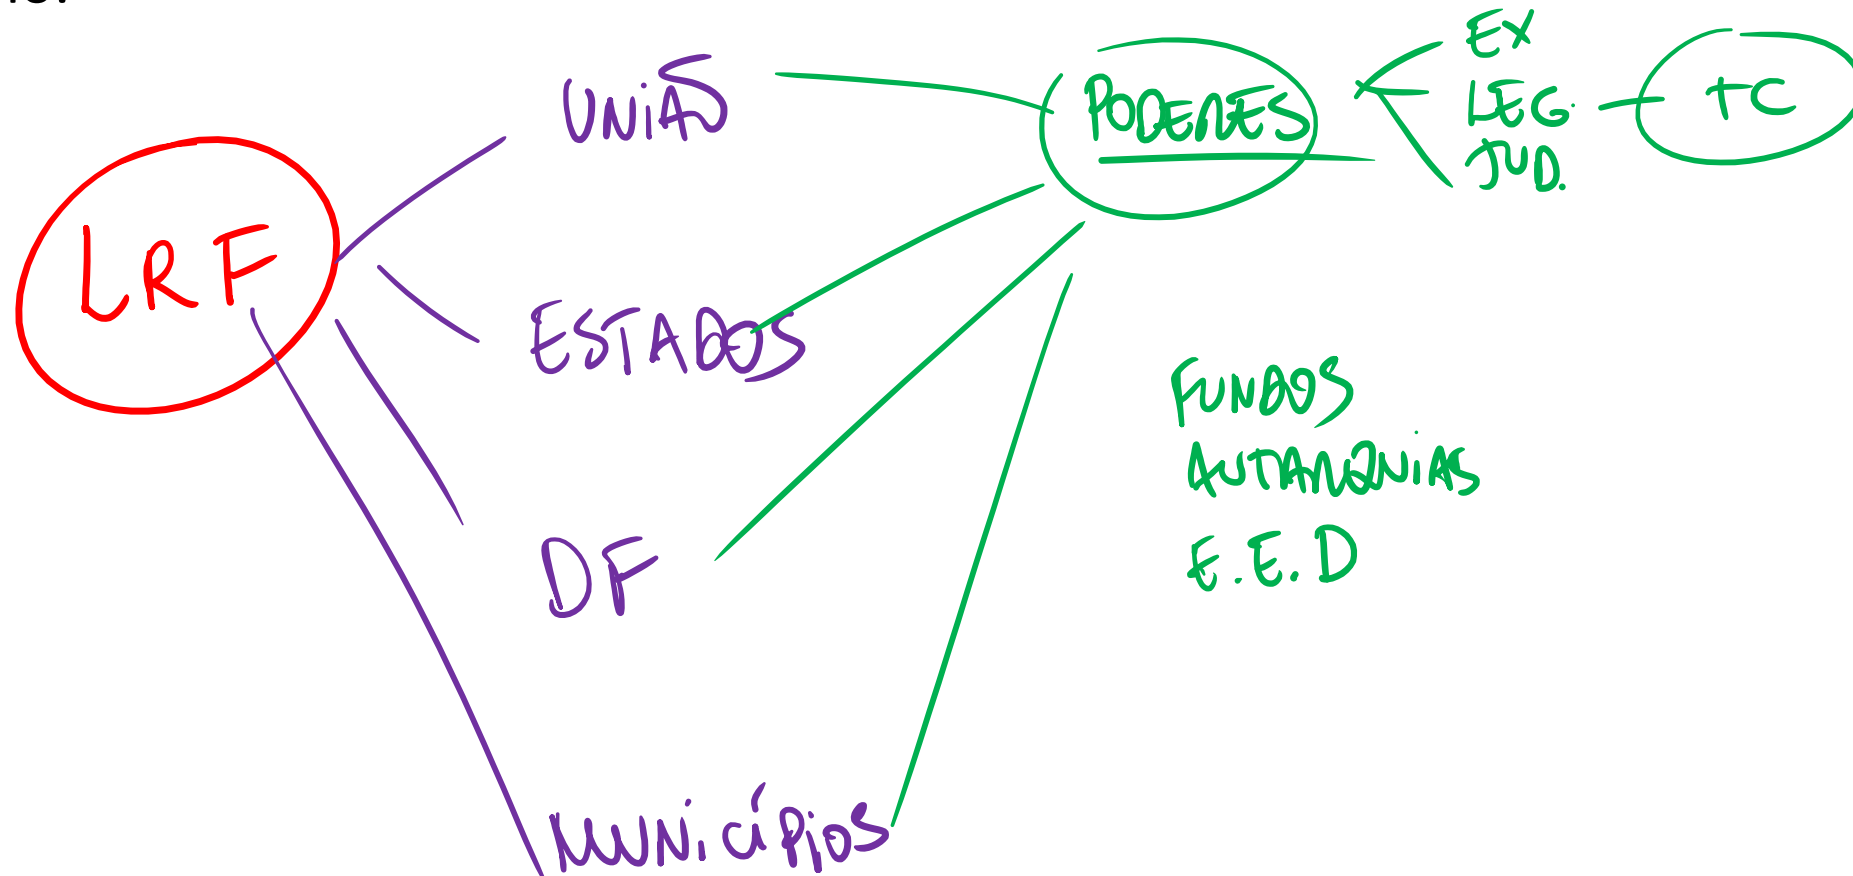 LRF
UNIÃO
ESTADOS
DF
MUNICÍPIOS
PODERES
EX
LEG.
JUD.
TC
FUNDOS
AUTARQUIAS
E.E.D